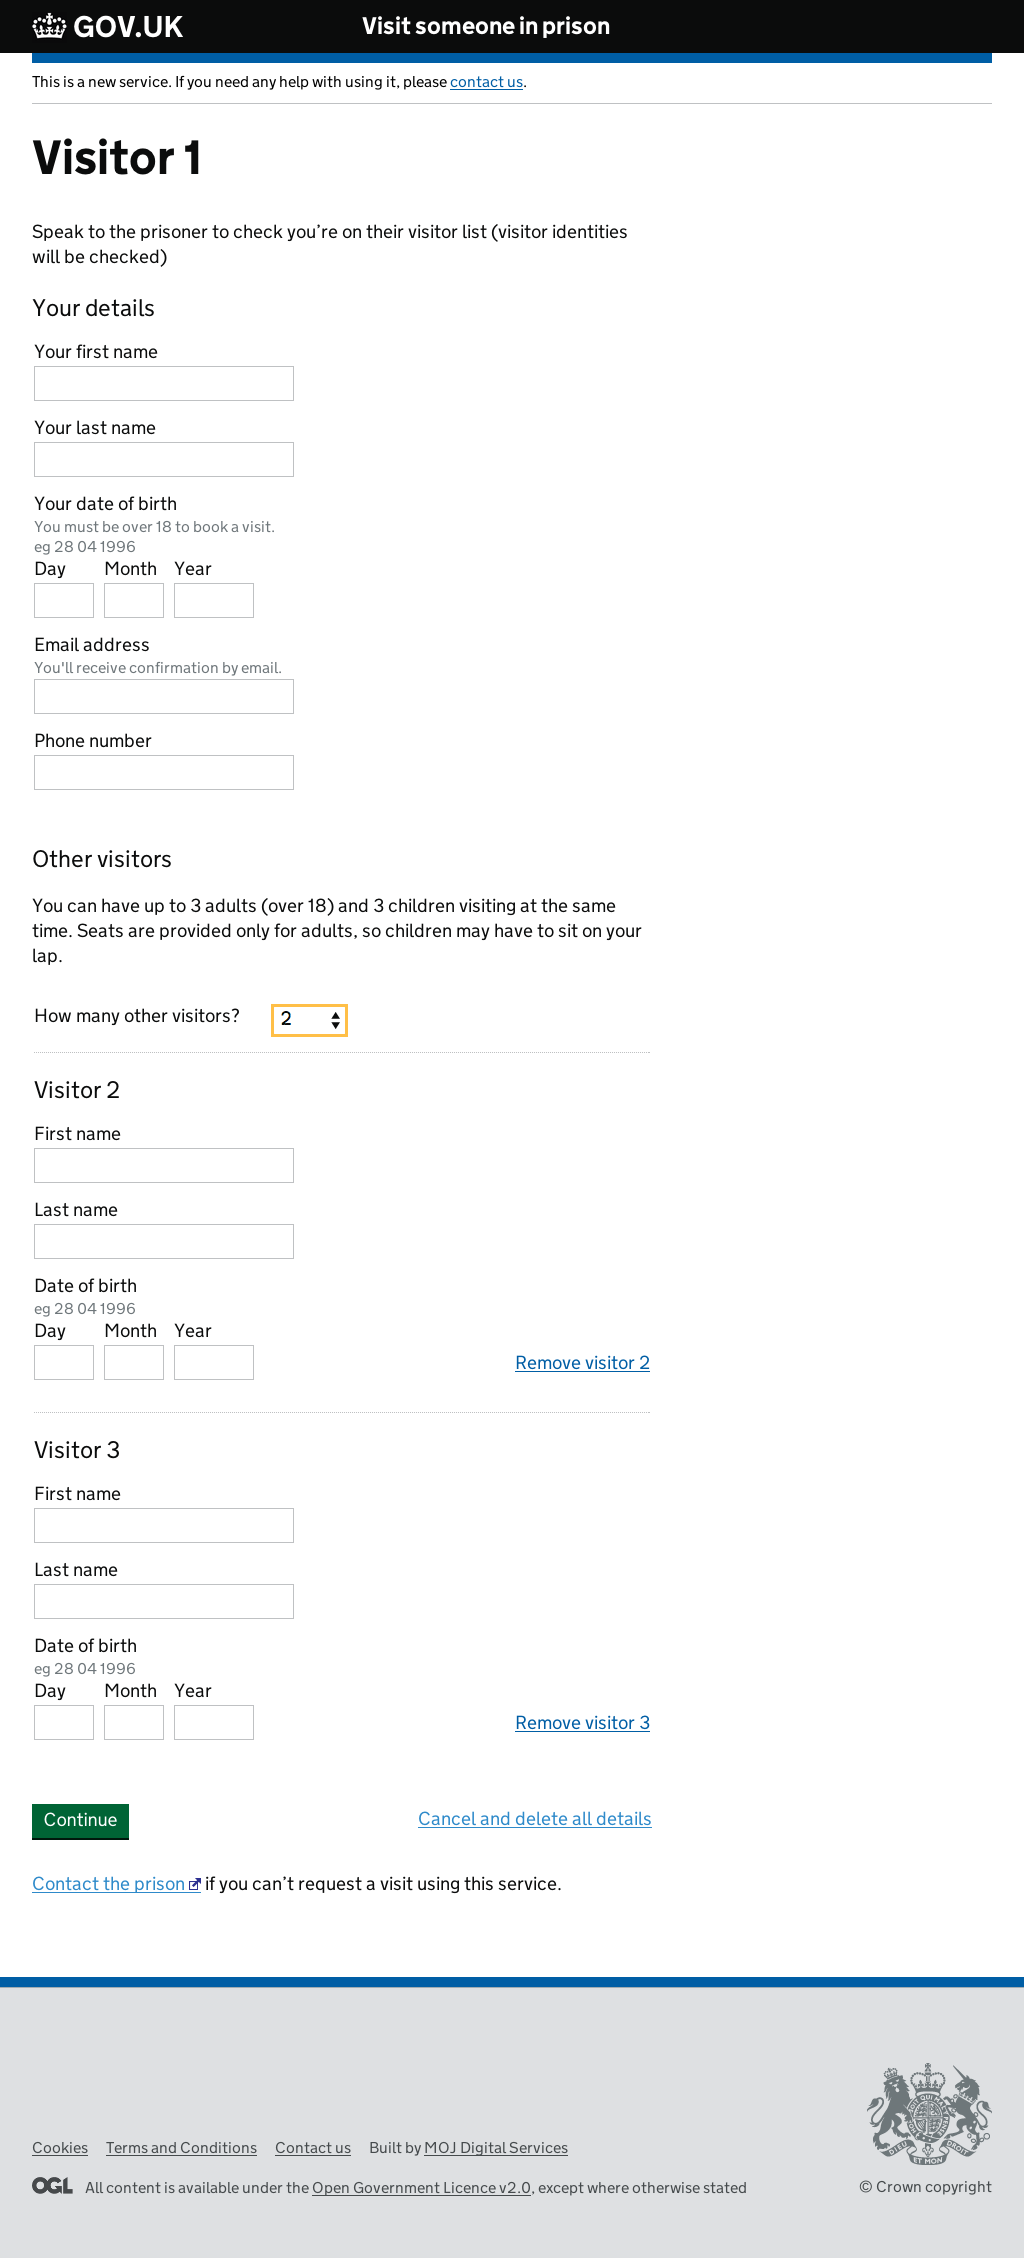 GOV.UK
Visit someone in prison
This is a new service. If you need any help with using it, please contact us.
Visitor 1
Speak to the prisoner to check you’re on their visitor list (visitor identities
will be checked)
Your details
Your first name
Your last name
Your date of birth
You must be over 18 to book a visit.
eg 28 04 1996
Day Month Year
Email address
You'll receive confirmation by email.
Phone number
Other visitors
You can have up to 3 adults (over 18) and 3 children visiting at the same
time. Seats are provided only for adults, so children may have to sit on your
lap.
How many other visitors? 2
Visitor 2
First name
Last name
Date of birth
eg 28 04 1996
Day Month Year
Remove visitor 2
Visitor 3
First name
Last name
Date of birth
eg 28 04 1996
Day Month Year
Remove visitor 3
Continue
Cancel and delete all details
Contact the prison if you can’t request a visit using this service.
Cookies Terms and Conditions Contact us Built by MOJ Digital Services
OGL All content is available under the Open Government Licence v2.0, except where otherwise stated
DIEU ET MON DROIT
© Crown copyright